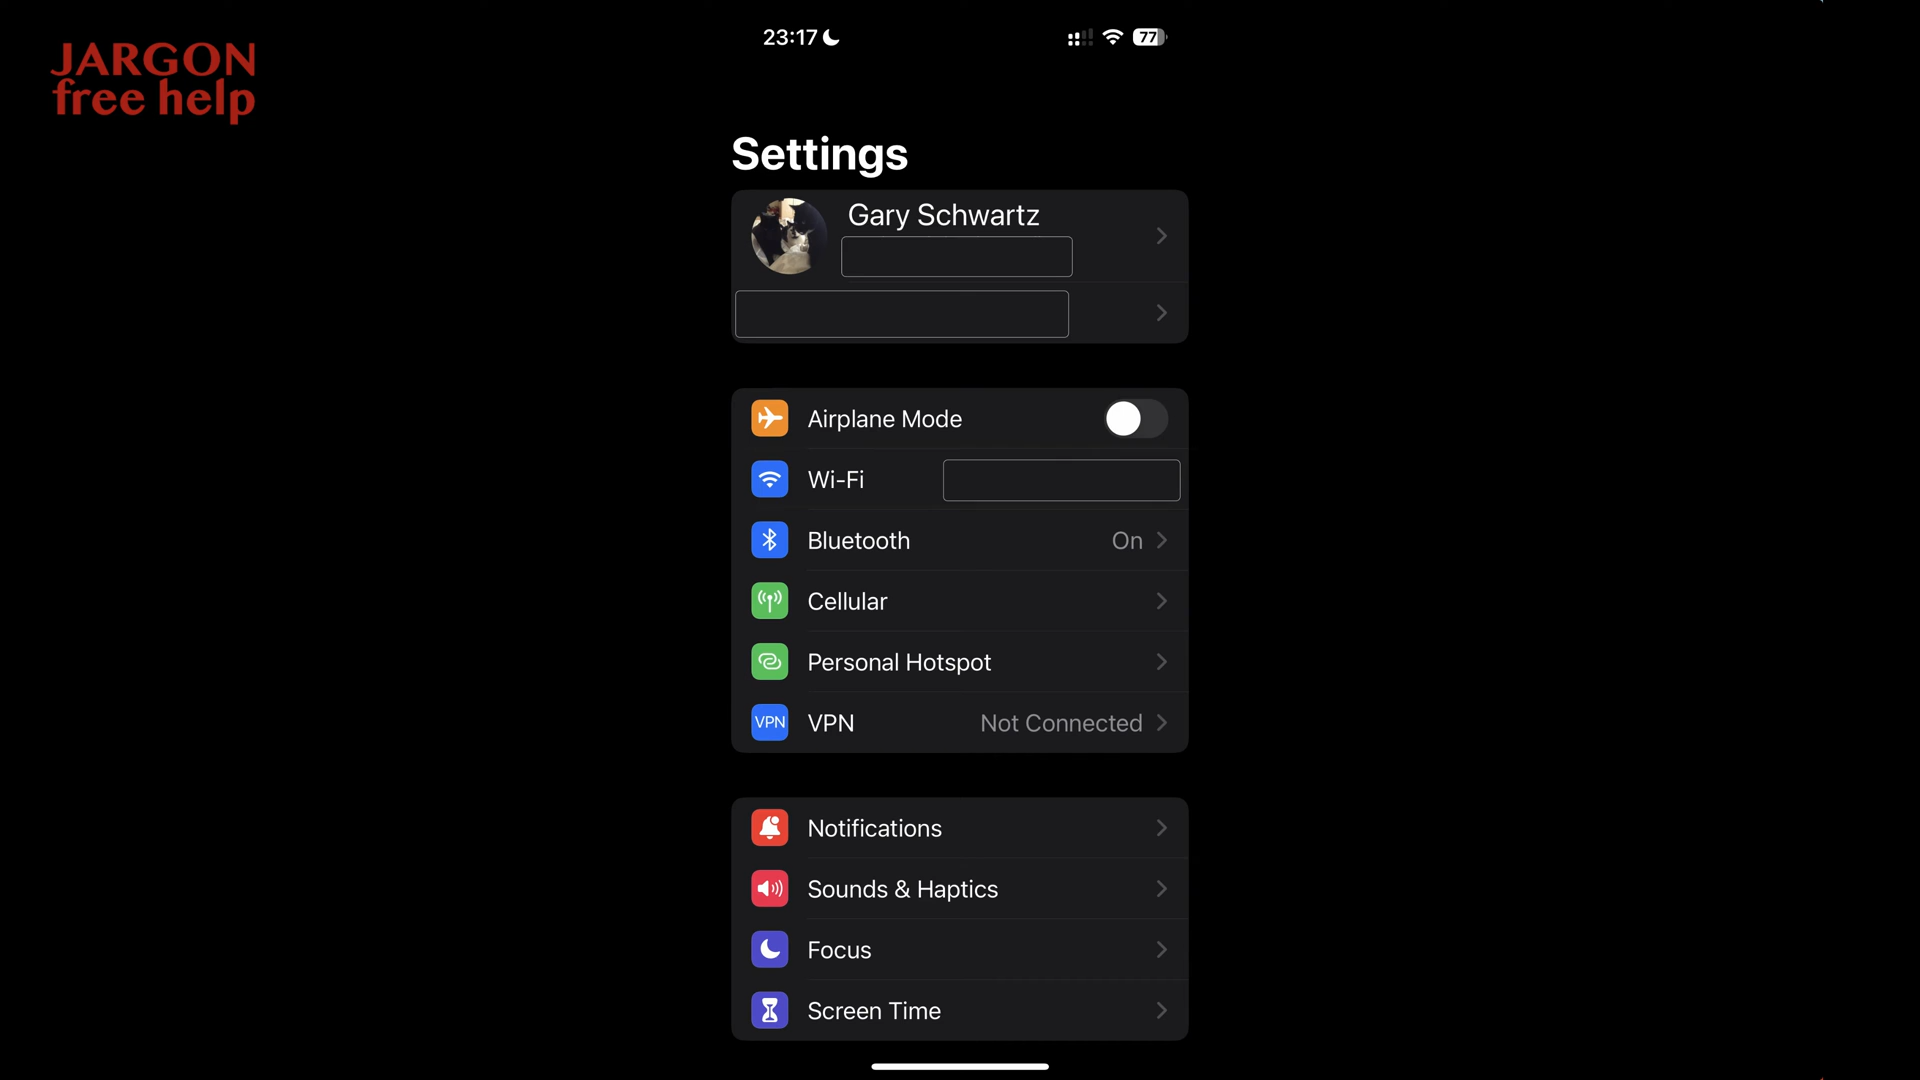 JARGON
free help
23:17
77
Settings
Gary Schwartz
Airplane Mode
Wi-Fi
Bluetooth On
Cellular
Personal Hotspot
VPN VPN Not Connected
Notifications
Sounds & Haptics
Focus
Screen Time